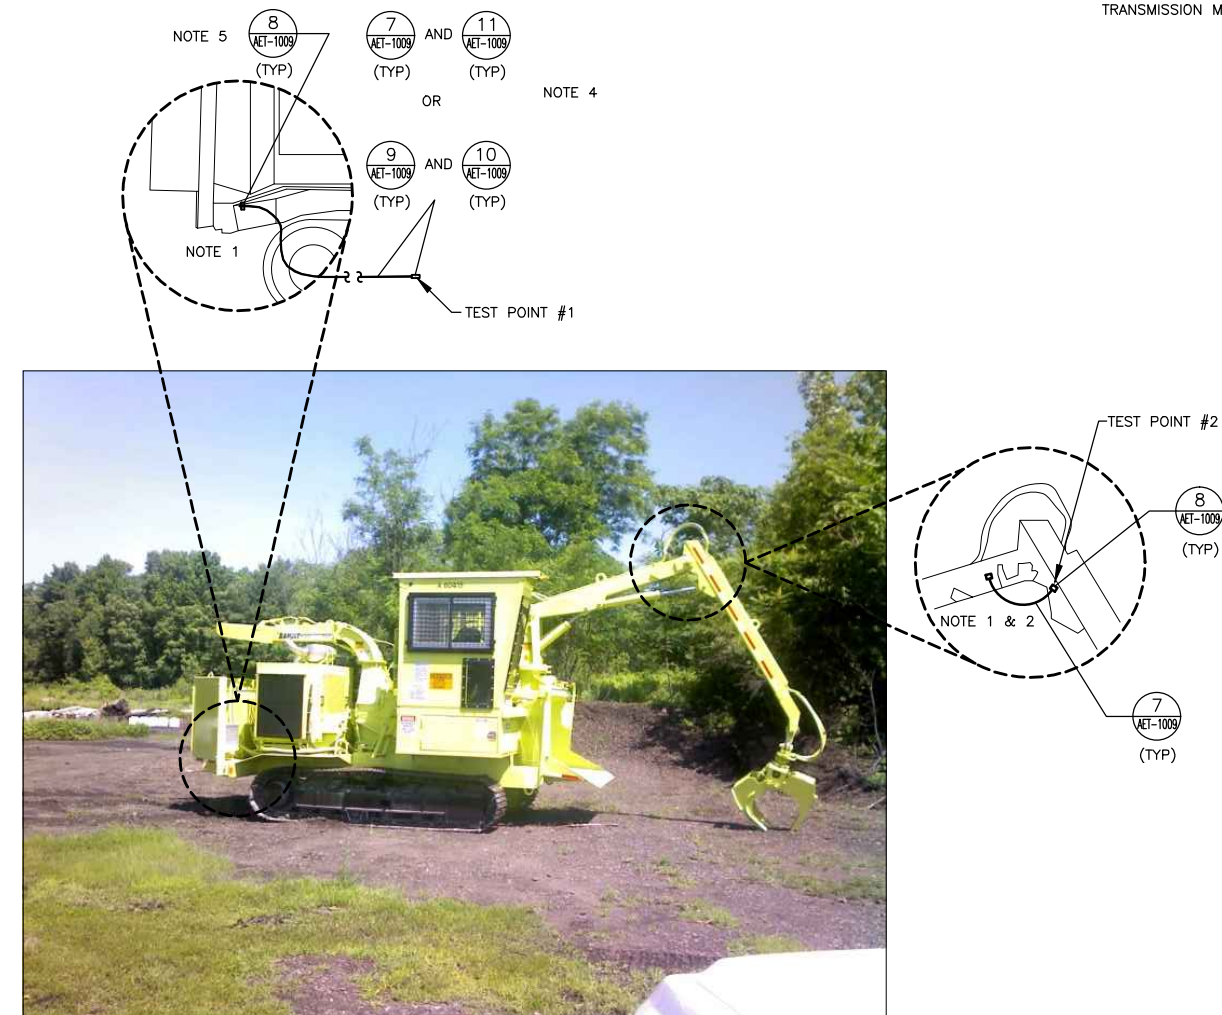 TRANSMISSION M
NOTE 5
8
AET-1009
(TYP)
7
AET-1009
(TYP)
AND
11
AET-1009
(TYP)
OR
NOTE 4
9
AET-1009
(TYP)
AND
10
AET-1009
(TYP)
NOTE 1
TEST POINT #1
TEST POINT #2
8
AET-1009
(TYP)
NOTE 1 & 2
7
AET-1009
(TYP)